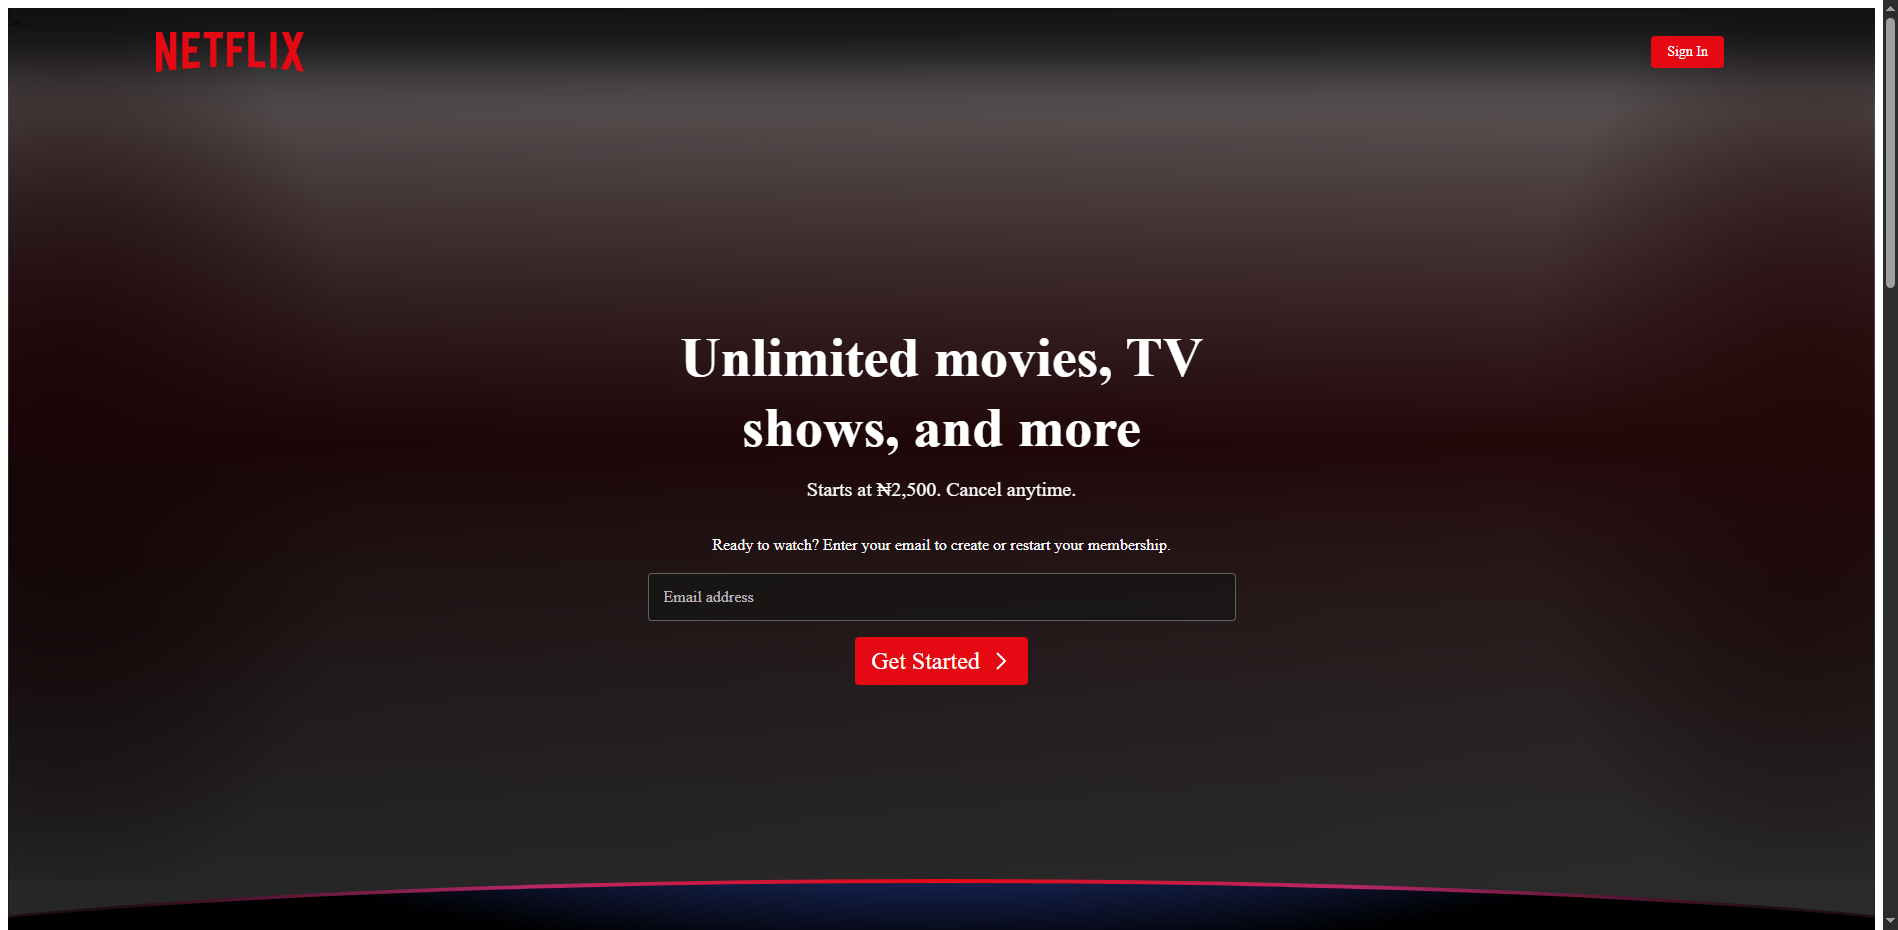 NETFLIX
Sign In
Unlimited movies, TV
shows, and more
Starts at ₦2,500. Cancel anytime.
Ready to watch? Enter your email to create or restart your membership.
Email address
Get Started